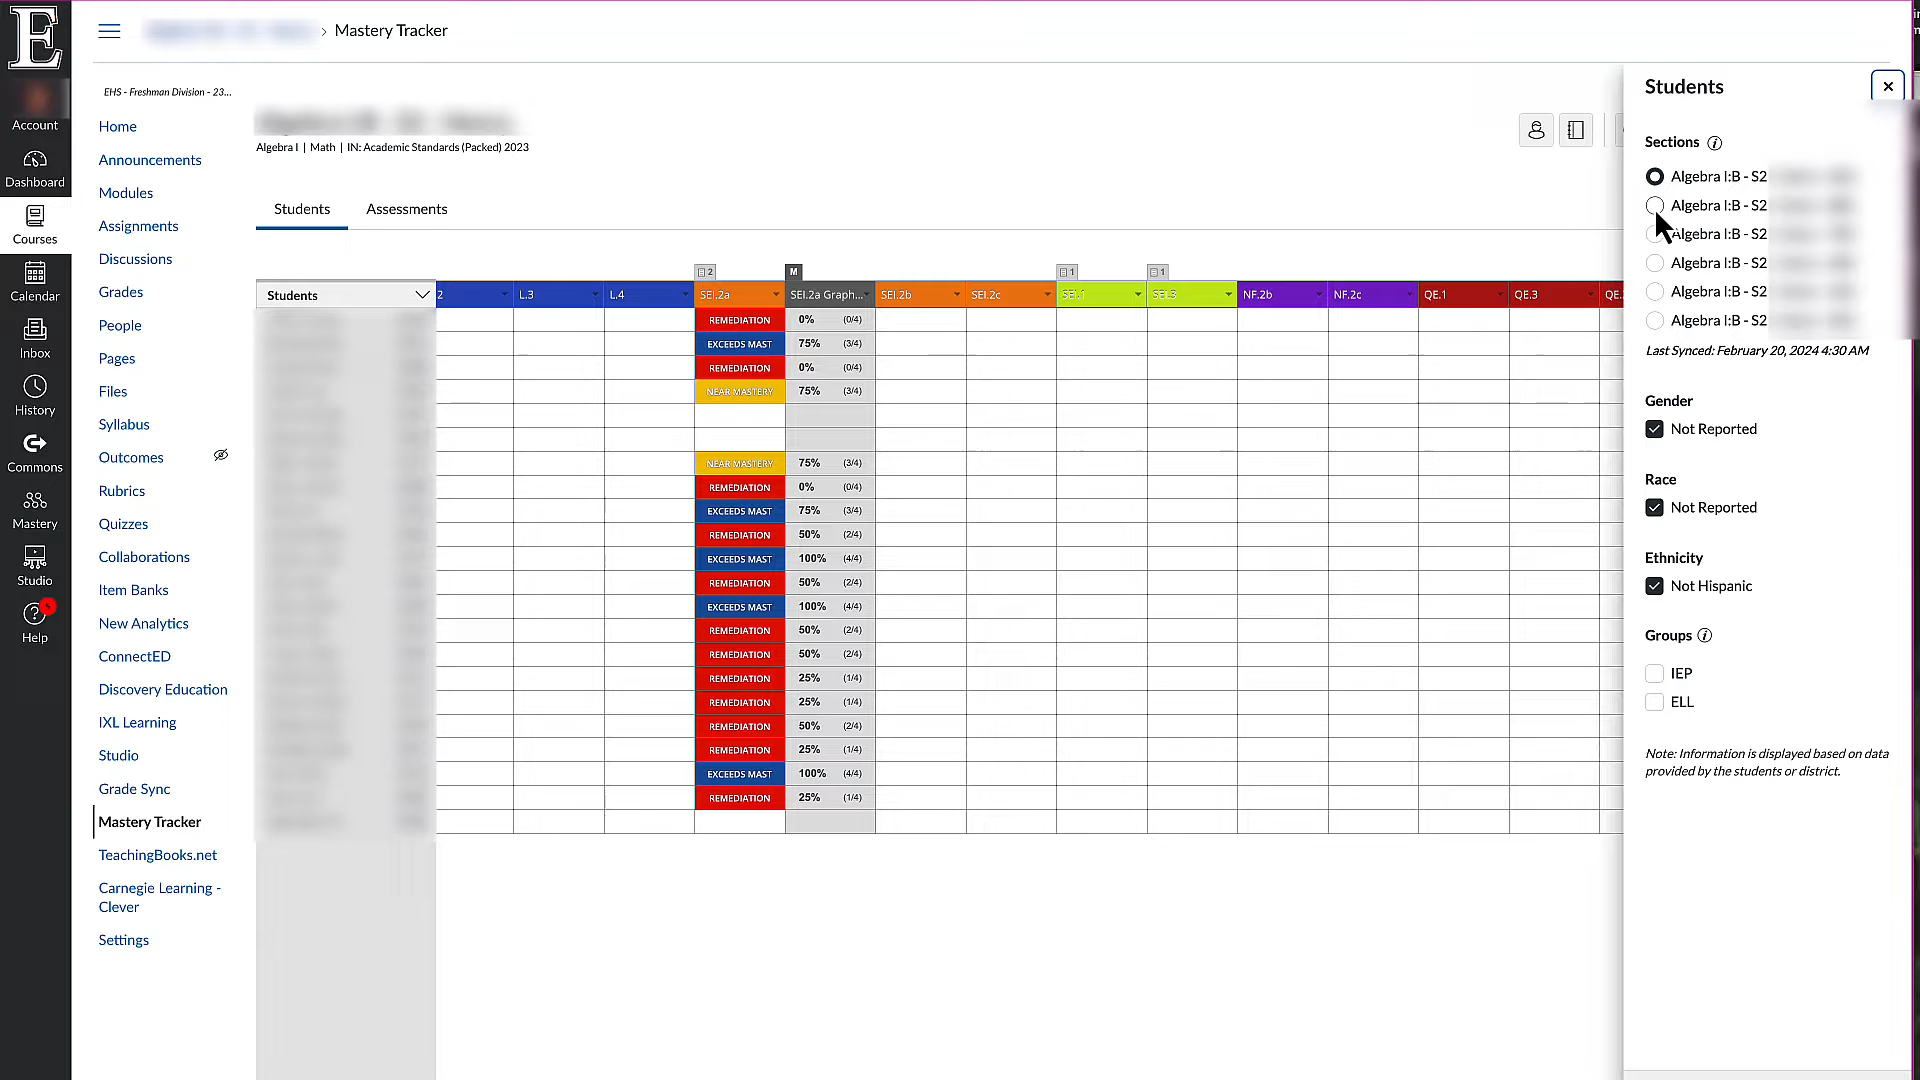 E
Account
Dashboard
Courses
Calendar
Inbox
History
Commons
Mastery
Studio
Help
› Mastery Tracker
EHS - Freshman Division - 23...
Home
Announcements
Modules
Assignments
Discussions
Grades
People
Pages
Files
Syllabus
Outcomes
Rubrics
Quizzes
Collaborations
Item Banks
New Analytics
ConnectED
Discovery Education
IXL Learning
Studio
Grade Sync
Mastery Tracker
TeachingBooks.net
Carnegie Learning -
Clever
Settings
Algebra I | Math | IN: Academic Standards (Packed) 2023
Students Assessments
2 M 1 1
Students 2 L.3 L.4 SEI.2a SEI.2a Graph... SEI.2b SEI.2c SE.1 SE.3 NF.2b NF.2c QE.1 QE.3 QE.
REMEDIATION 0% (0/4)
EXCEEDS MAST 75% (3/4)
REMEDIATION 0% (0/4)
NEAR MASTERY 75% (3/4)
NEAR MASTERY 75% (3/4)
REMEDIATION 0% (0/4)
EXCEEDS MAST 75% (3/4)
REMEDIATION 50% (2/4)
EXCEEDS MAST 100% (4/4)
REMEDIATION 50% (2/4)
EXCEEDS MAST 100% (4/4)
REMEDIATION 50% (2/4)
REMEDIATION 50% (2/4)
REMEDIATION 25% (1/4)
REMEDIATION 25% (1/4)
REMEDIATION 50% (2/4)
REMEDIATION 25% (1/4)
EXCEEDS MAST 100% (4/4)
REMEDIATION 25% (1/4)
Students
Sections
Algebra I:B - S2
Algebra I:B - S2
Algebra I:B - S2
Algebra I:B - S2
Algebra I:B - S2
Algebra I:B - S2
Last Synced: February 20, 2024 4:30 AM
Gender
Not Reported
Race
Not Reported
Ethnicity
Not Hispanic
Groups
IEP
ELL
Note: Information is displayed based on data
provided by the students or district.